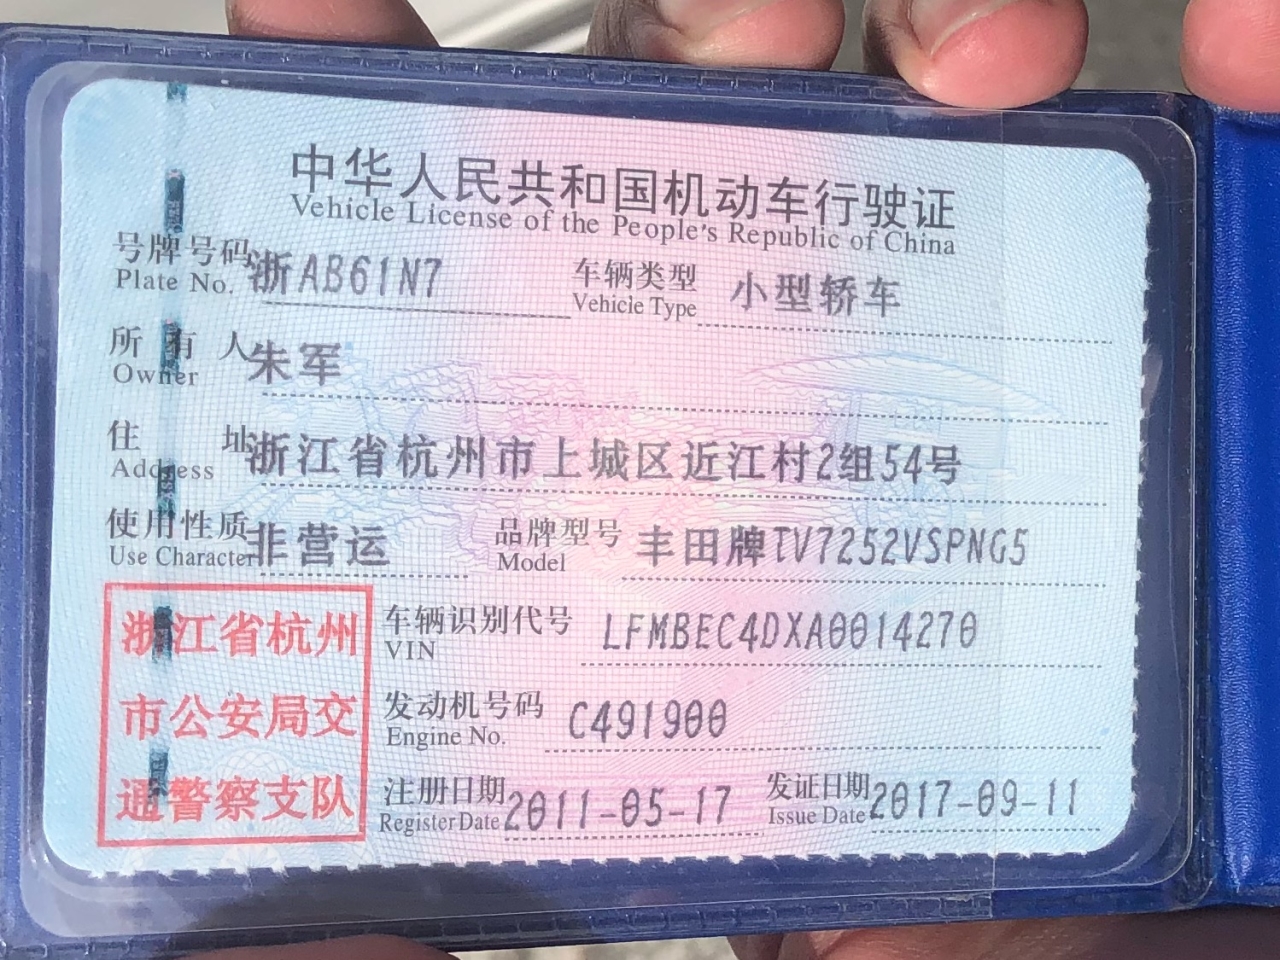 中华人民共和国机动车行驶证
Vehicle License of the People's Republic of China
号牌号码 浙AB61N7 车辆类型 小型轿车
Plate No. Vehicle Type
所有人 朱军
Owner
住址 浙江省杭州市上城区近江村2组54号
Address
使用性质 非营运 品牌型号 丰田牌TV7252VSPNG5
Use Character Model
浙江省杭州
市公安局交
通警察支队
车辆识别代号 LFMBEC4DXA0014270
VIN
发动机号码 C491900
Engine No.
注册日期 2011-05-17 发证日期 2017-09-11
Register Date Issue Date